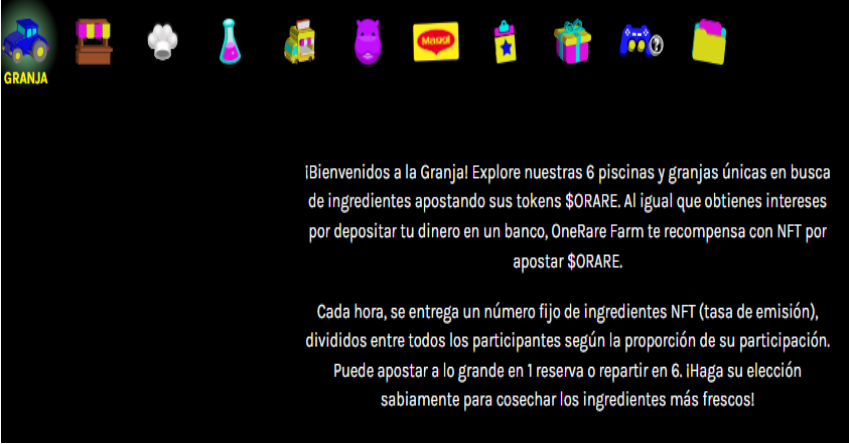 Maggi
GRANJA
¡Bienvenidos a la Granja! Explore nuestras 6 piscinas y granjas únicas en busca
de ingredientes apostando sus tokens $ORARE. Al igual que obtienes intereses
por depositar tu dinero en un banco, OneRare Farm te recompensa con NFT por
apostar $ORARE.
Cada hora, se entrega un número fijo de ingredientes NFT (tasa de emisión),
divididos entre todos los participantes según la proporción de su participación.
Puede apostar a lo grande en 1 reserva o repartir en 6. ¡Haga su elección
sabiamente para cosechar los ingredientes más frescos!